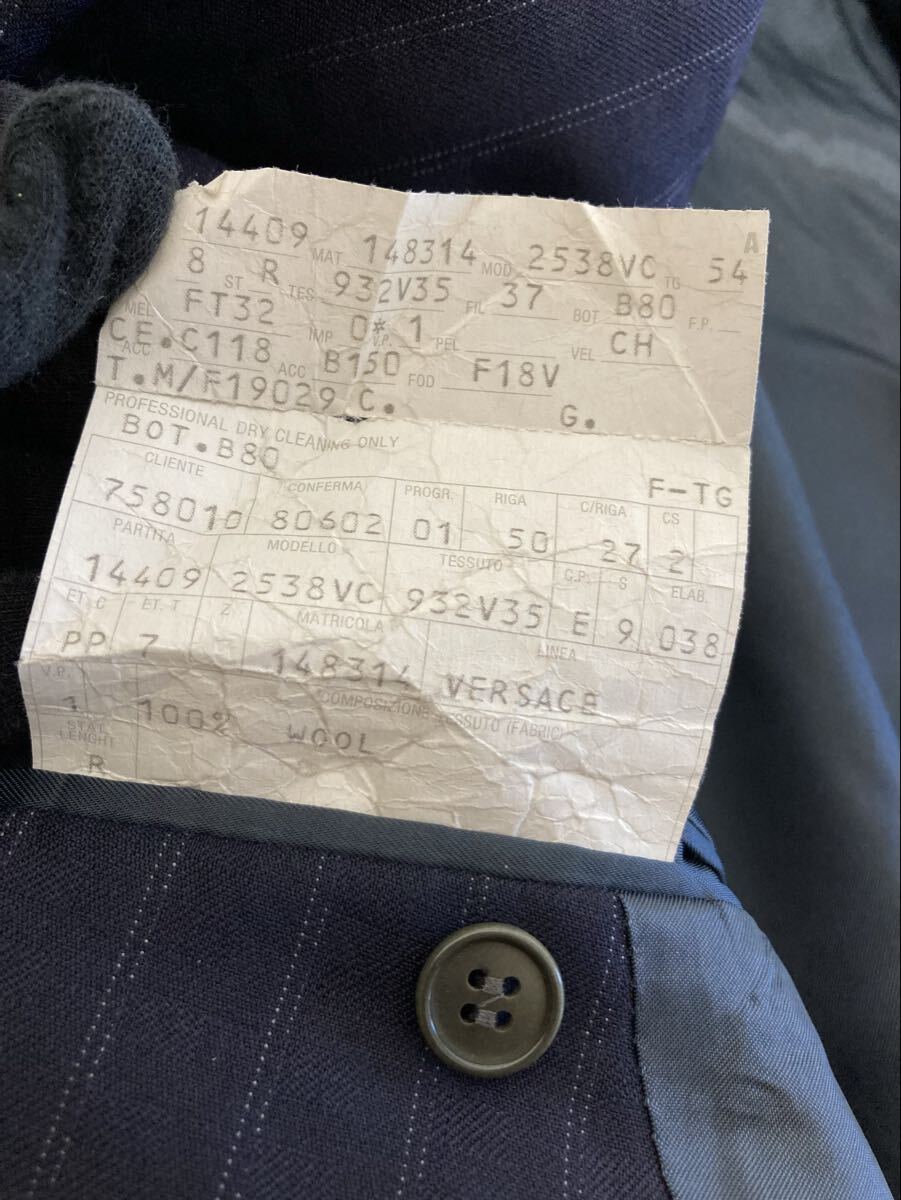 A
14409 MAT 148314 MOD 2538VC TG 54
8 ST R TES 932V35 FIL 37 BOT B80 F.P.
MEL FT32 IMP 0* V.P. 1 PEL VEL CH
CE.C118 ACC B150 FOD F18V
ACC
T.M/F19029 C. G.
PROFESSIONAL DRY CLEANING ONLY
BOT.B80 F-TG
CLIENTE CONFERMA PROGR. RIGA C/RIGA CS
758010 80602 01 50 27 2
PARTITA MODELLO TESSUTO C.P. S ELAB.
14409 2538VC 932V35 E 9 038
ET. C ET. T Z MATRICOLA LINEA
PP 7 148314 VERSACE
V.P. COMPOSIZIONE TESSUTO (FABRIC)
1 100% WOOL
STAT.
LENGHT
R